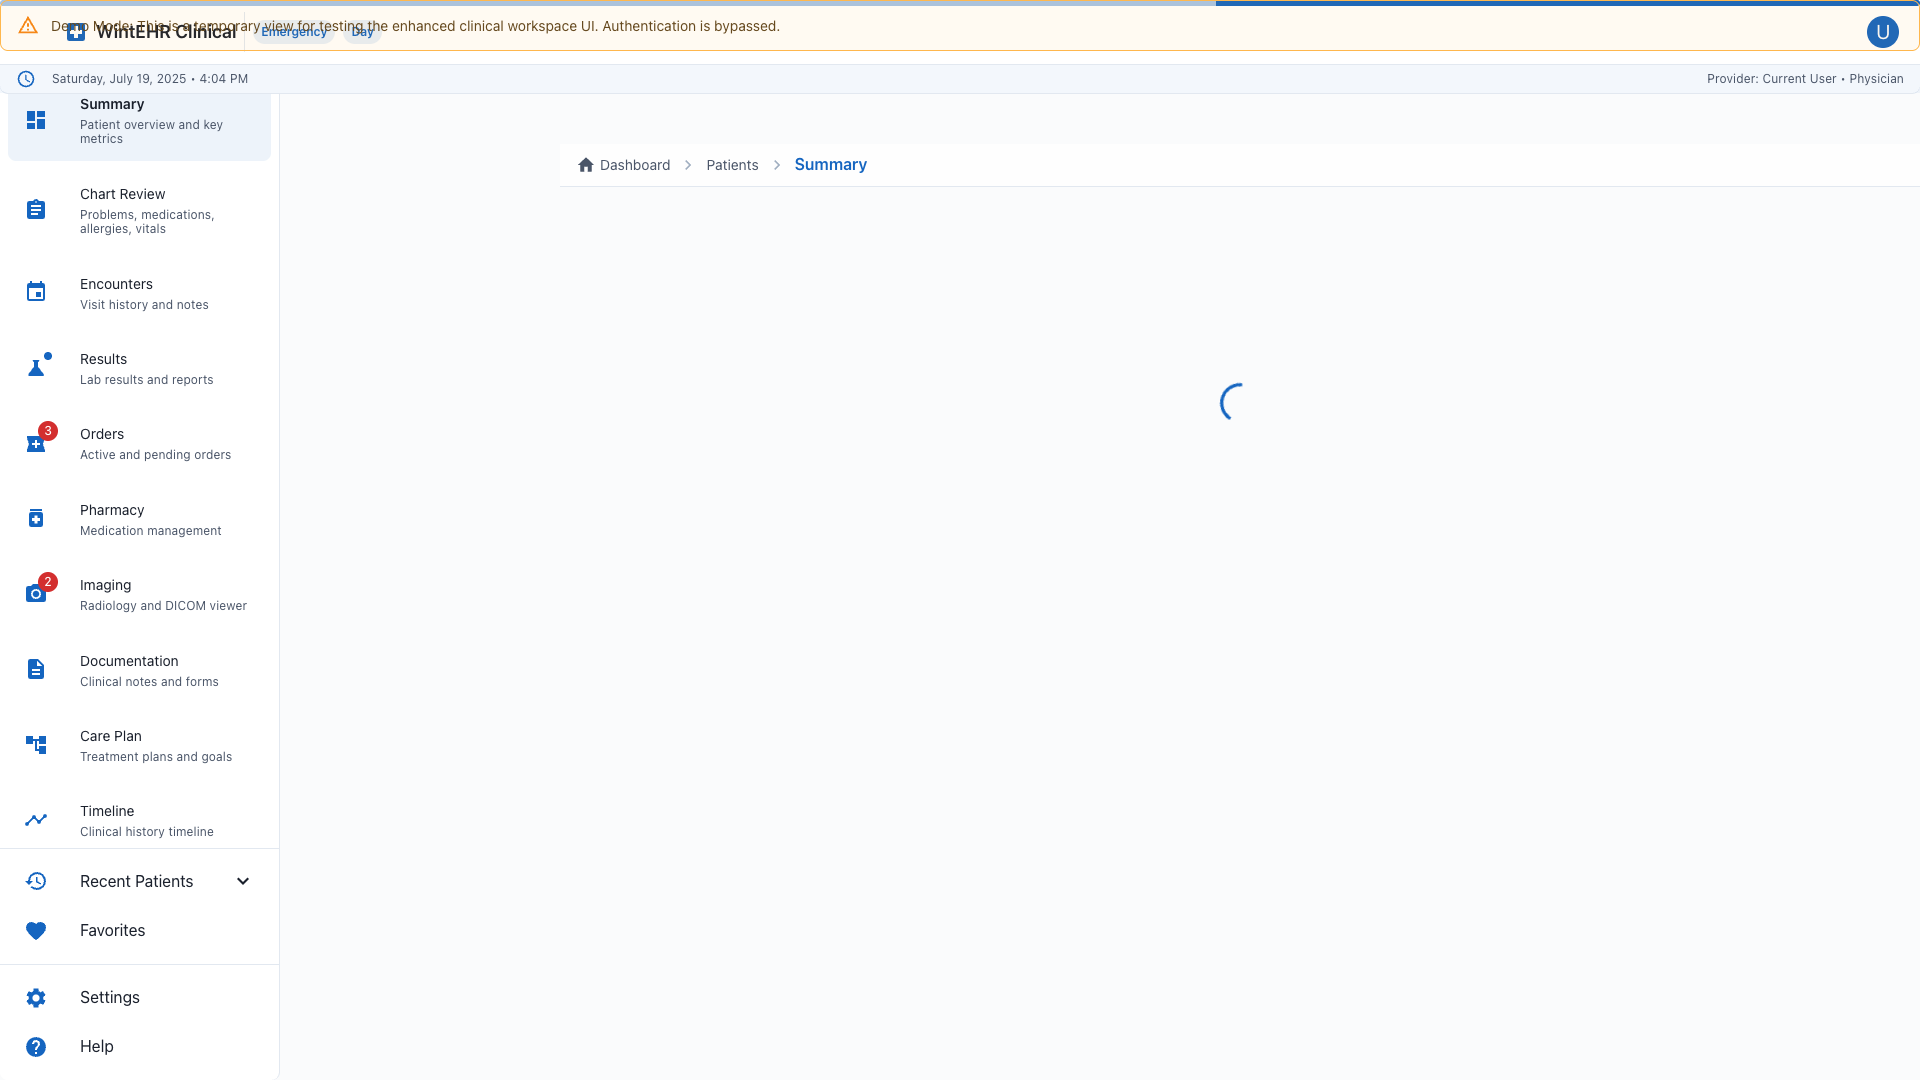 Demo Mode: This is a temporary view for testing the enhanced clinical workspace UI. Authentication is bypassed.
WintEHR Clinical
Emergency
Day
U
Saturday, July 19, 2025 • 4:04 PM
Provider: Current User • Physician
Summary
Patient overview and key
metrics
Dashboard
Patients
Summary
Chart Review
Problems, medications,
allergies, vitals
Encounters
Visit history and notes
Results
Lab results and reports
3
Orders
Active and pending orders
Pharmacy
Medication management
2
Imaging
Radiology and DICOM viewer
Documentation
Clinical notes and forms
Care Plan
Treatment plans and goals
Timeline
Clinical history timeline
Recent Patients
Favorites
Settings
Help